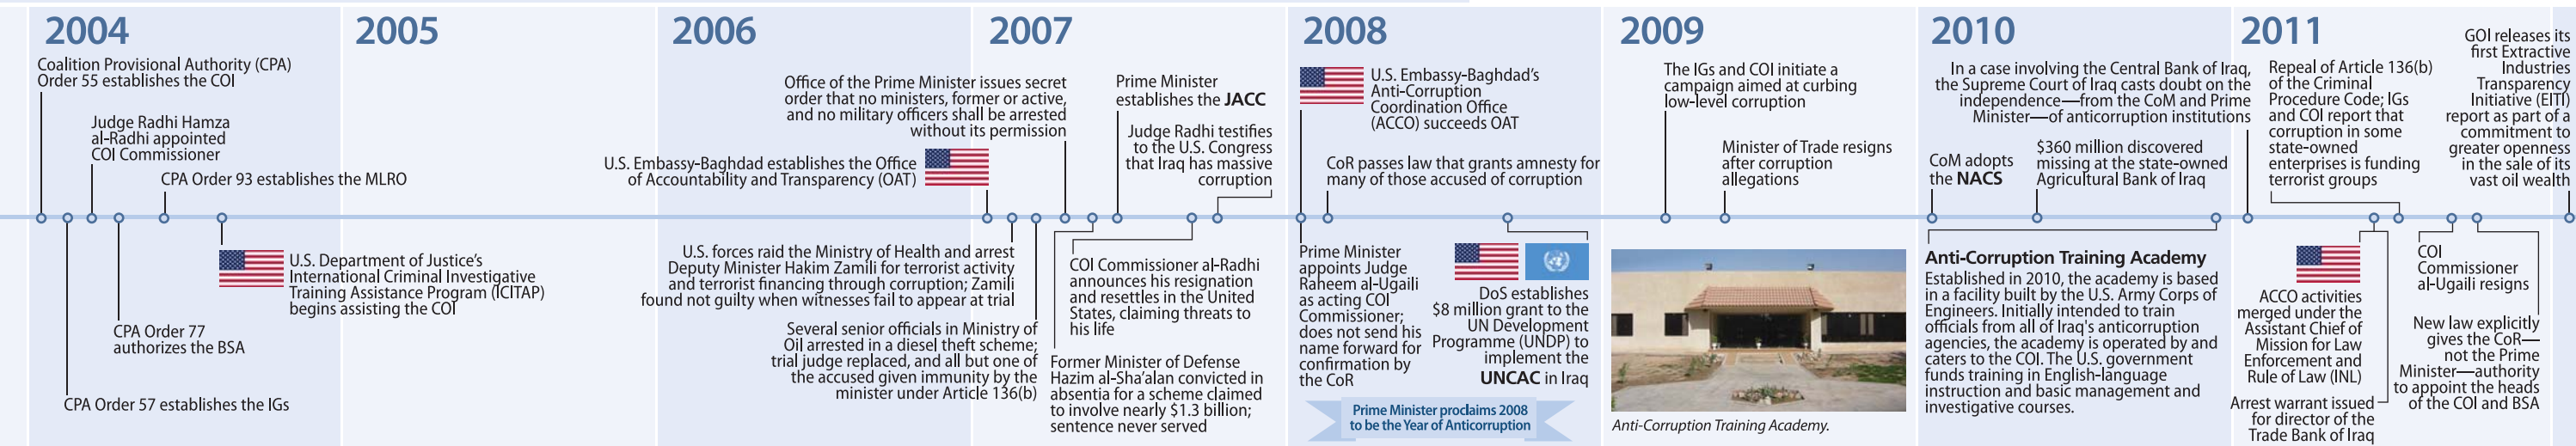 2004
Coalition Provisional Authority (CPA)
Order 55 establishes the COI
Judge Radhi Hamza
al-Radhi appointed
COI Commissioner
CPA Order 93 establishes the MLRO
U.S. Department of Justice’s
International Criminal Investigative
Training Assistance Program (ICITAP)
begins assisting the COI
CPA Order 77
authorizes the BSA
CPA Order 57 establishes the IGs
2005
2006
Office of the Prime Minister issues secret
order that no ministers, former or active,
and no military officers shall be arrested
without its permission
U.S. Embassy-Baghdad establishes the Office
of Accountability and Transparency (OAT)
U.S. forces raid the Ministry of Health and arrest
Deputy Minister Hakim Zamili for terrorist activity
and terrorist financing through corruption; Zamili
found not guilty when witnesses fail to appear at trial
Several senior officials in Ministry of
Oil arrested in a diesel theft scheme;
trial judge replaced, and all but one of
the accused given immunity by the
minister under Article 136(b)
2007
Prime Minister
establishes the JACC
Judge Radhi testifies
to the U.S. Congress
that Iraq has massive
corruption
COI Commissioner al-Radhi
announces his resignation
and resettles in the United
States, claiming threats to
his life
Former Minister of Defense
Hazim al-Sha’alan convicted in
absentia for a scheme claimed
to involve nearly $1.3 billion;
sentence never served
2008
U.S. Embassy-Baghdad’s
Anti-Corruption
Coordination Office
(ACCO) succeeds OAT
CoR passes law that grants amnesty for
many of those accused of corruption
Prime Minister
appoints Judge
Raheem al-Ugaili
as acting COI
Commissioner;
does not send his
name forward for
confirmation by
the CoR
DoS establishes
$8 million grant to the
UN Development
Programme (UNDP) to
implement the
UNCAC in Iraq
Prime Minister proclaims 2008
to be the Year of Anticorruption
2009
The IGs and COI initiate a
campaign aimed at curbing
low-level corruption
Minister of Trade resigns
after corruption
allegations
Anti-Corruption Training Academy.
2010
In a case involving the Central Bank of Iraq,
the Supreme Court of Iraq casts doubt on the
independence—from the CoM and Prime
Minister—of anticorruption institutions
CoM adopts
the NACS
$360 million discovered
missing at the state-owned
Agricultural Bank of Iraq
Anti-Corruption Training Academy
Established in 2010, the academy is based
in a facility built by the U.S. Army Corps of
Engineers. Initially intended to train
officials from all of Iraq's anticorruption
agencies, the academy is operated by and
caters to the COI. The U.S. government
funds training in English-language
instruction and basic management and
investigative courses.
2011
Repeal of Article 136(b)
of the Criminal
Procedure Code; IGs
and COI report that
corruption in some
state-owned
enterprises is funding
terrorist groups
GOI releases its
first Extractive
Industries
Transparency
Initiative (EITI)
report as part of a
commitment to
greater openness
in the sale of its
vast oil wealth
ACCO activities
merged under the
Assistant Chief of
Mission for Law
Enforcement and
Rule of Law (INL)
Arrest warrant issued
for director of the
Trade Bank of Iraq
COI
Commissioner
al-Ugaili resigns
New law explicitly
gives the CoR—
not the Prime
Minister—authority
to appoint the heads
of the COI and BSA